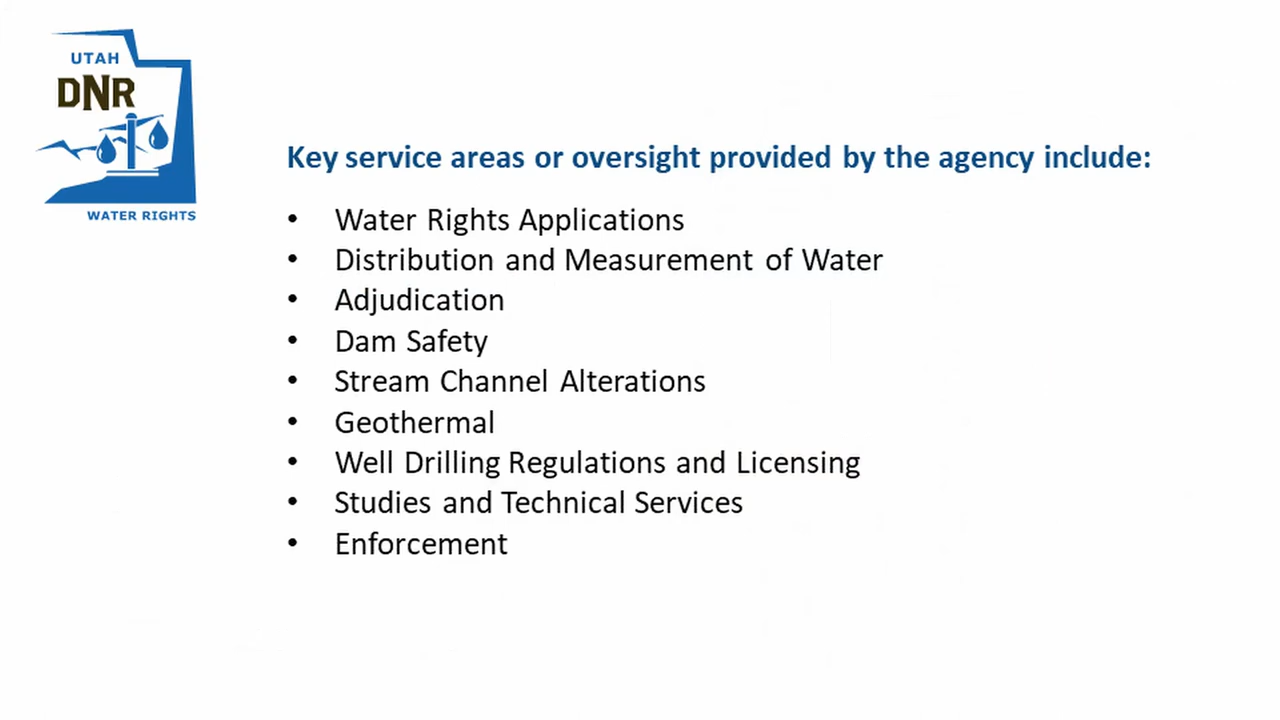 UTAH
DNR
WATER RIGHTS
Key service areas or oversight provided by the agency include:
• Water Rights Applications
• Distribution and Measurement of Water
• Adjudication
• Dam Safety
• Stream Channel Alterations
• Geothermal
• Well Drilling Regulations and Licensing
• Studies and Technical Services
• Enforcement